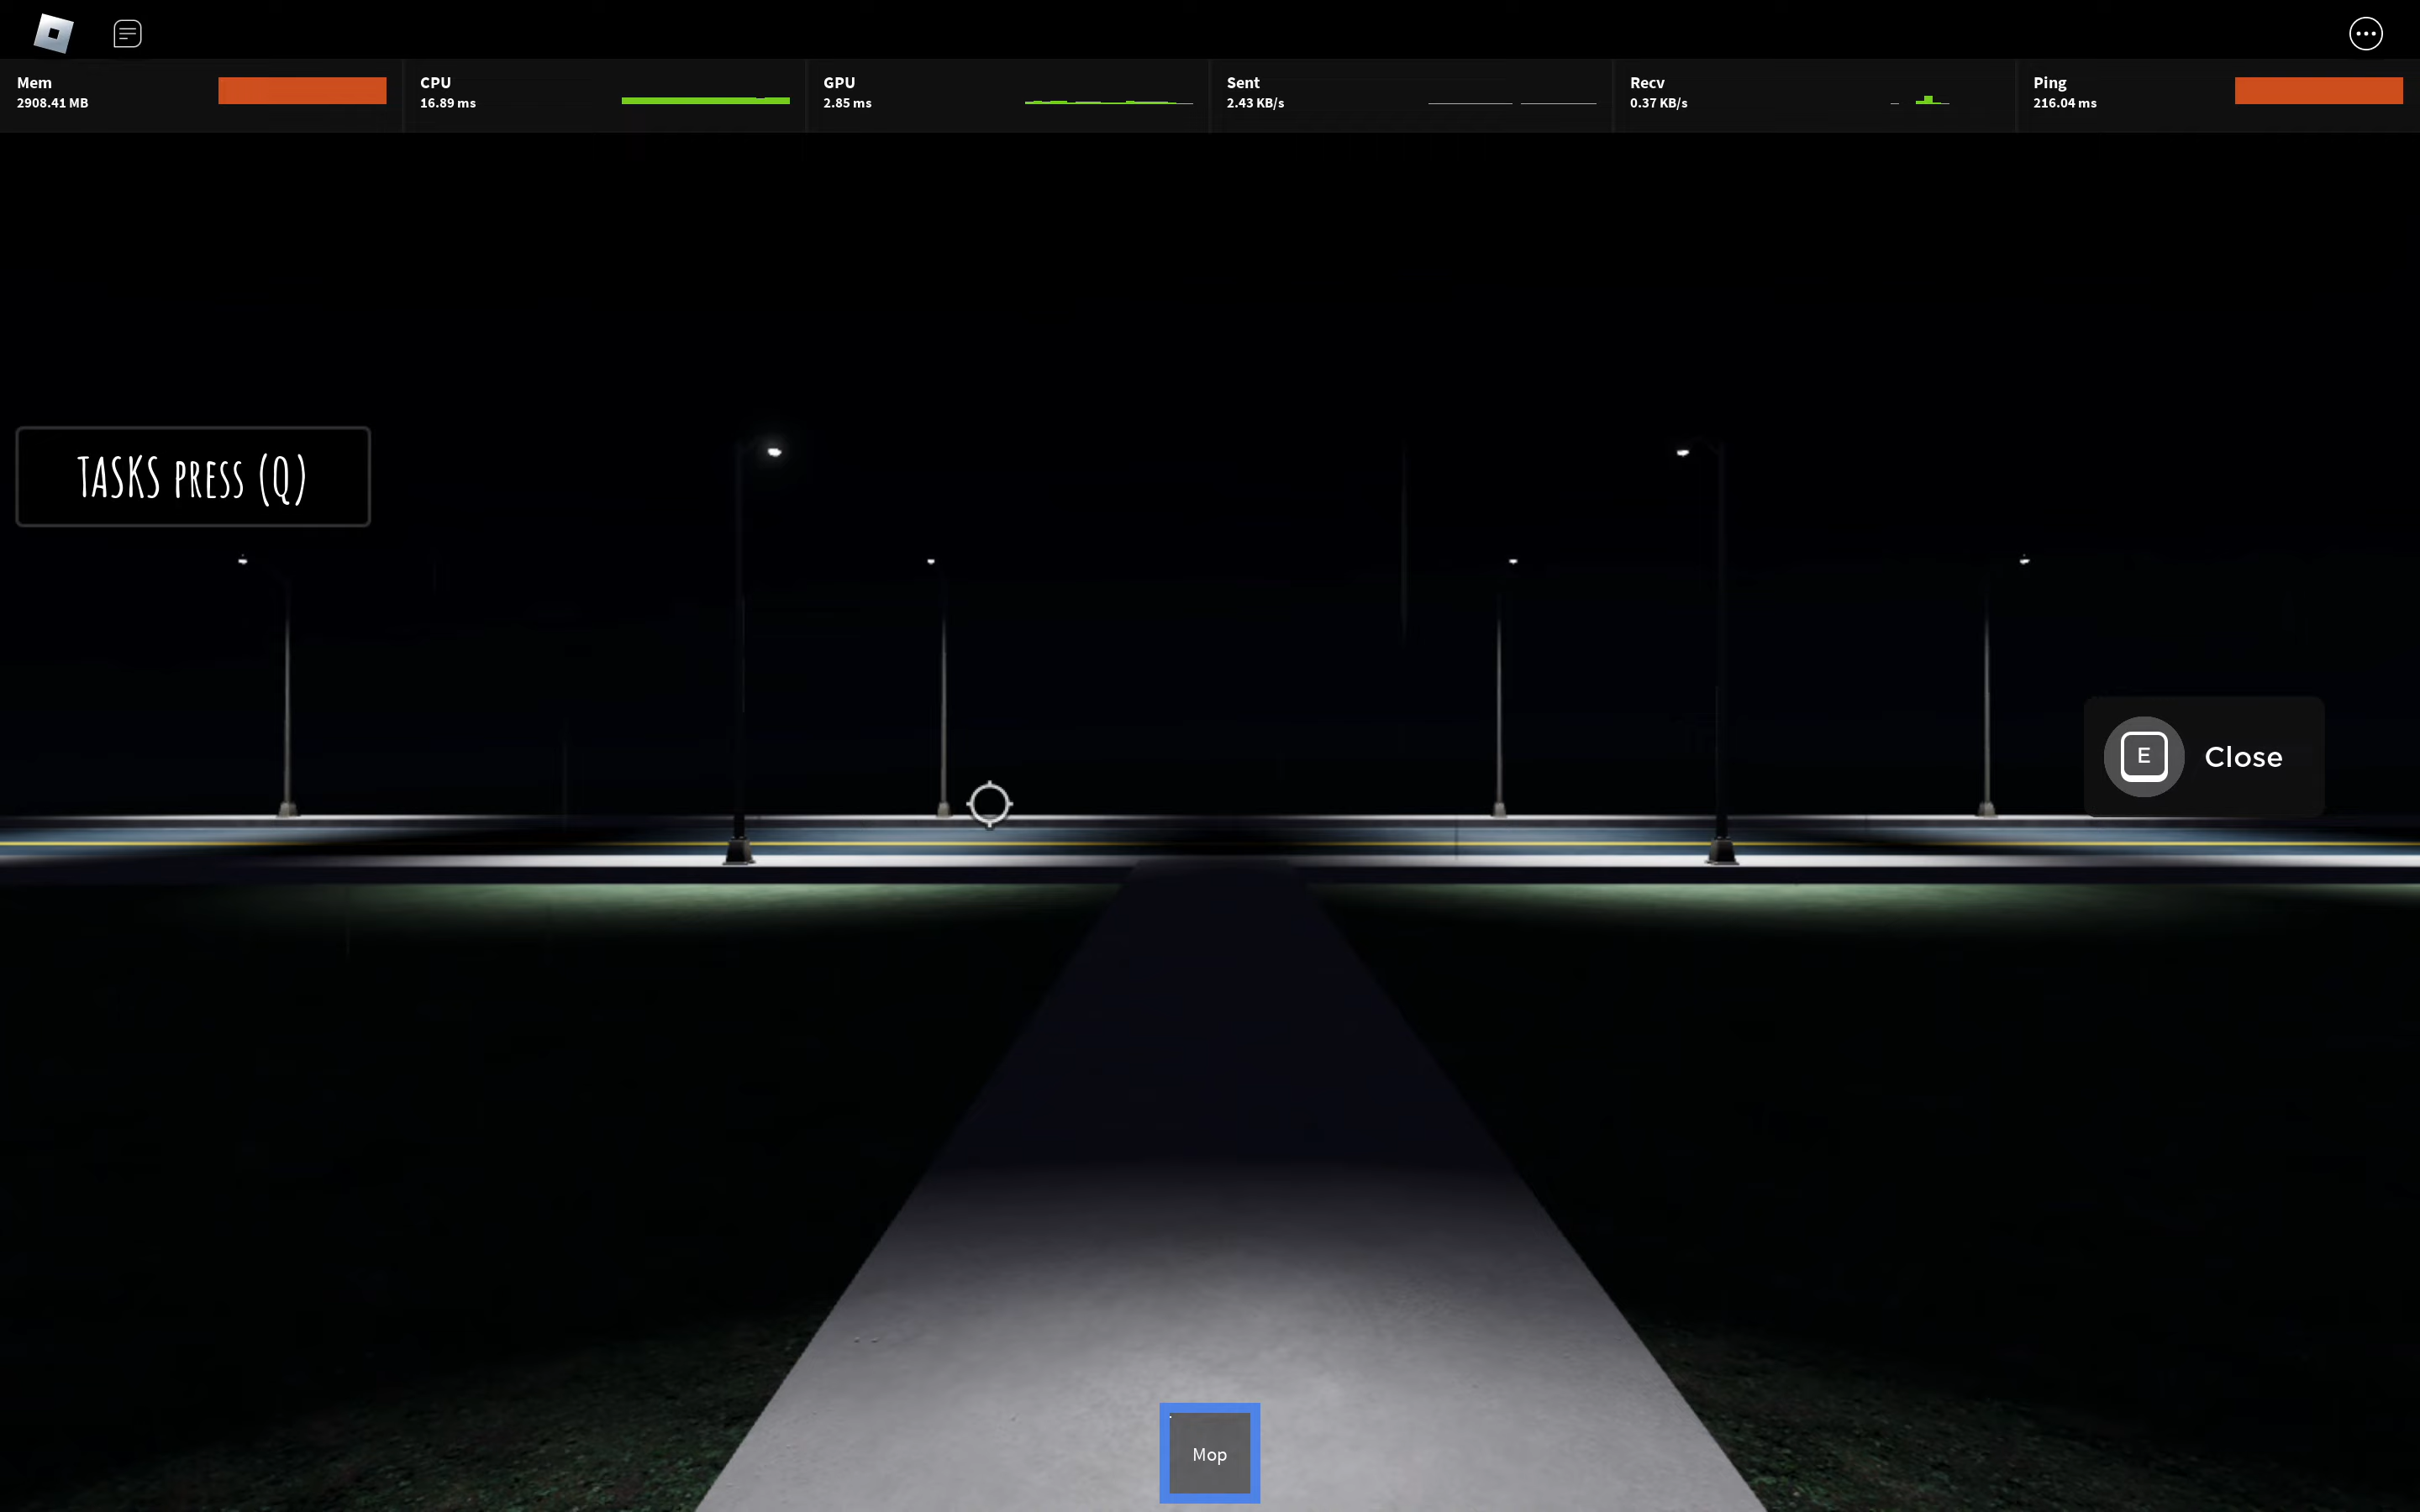 Mem
2908.41 MB
CPU
16.89 ms
GPU
2.85 ms
Sent
2.43 KB/s
Recv
0.37 KB/s
Ping
216.04 ms
TASKS PRESS (Q)
E Close
Mop